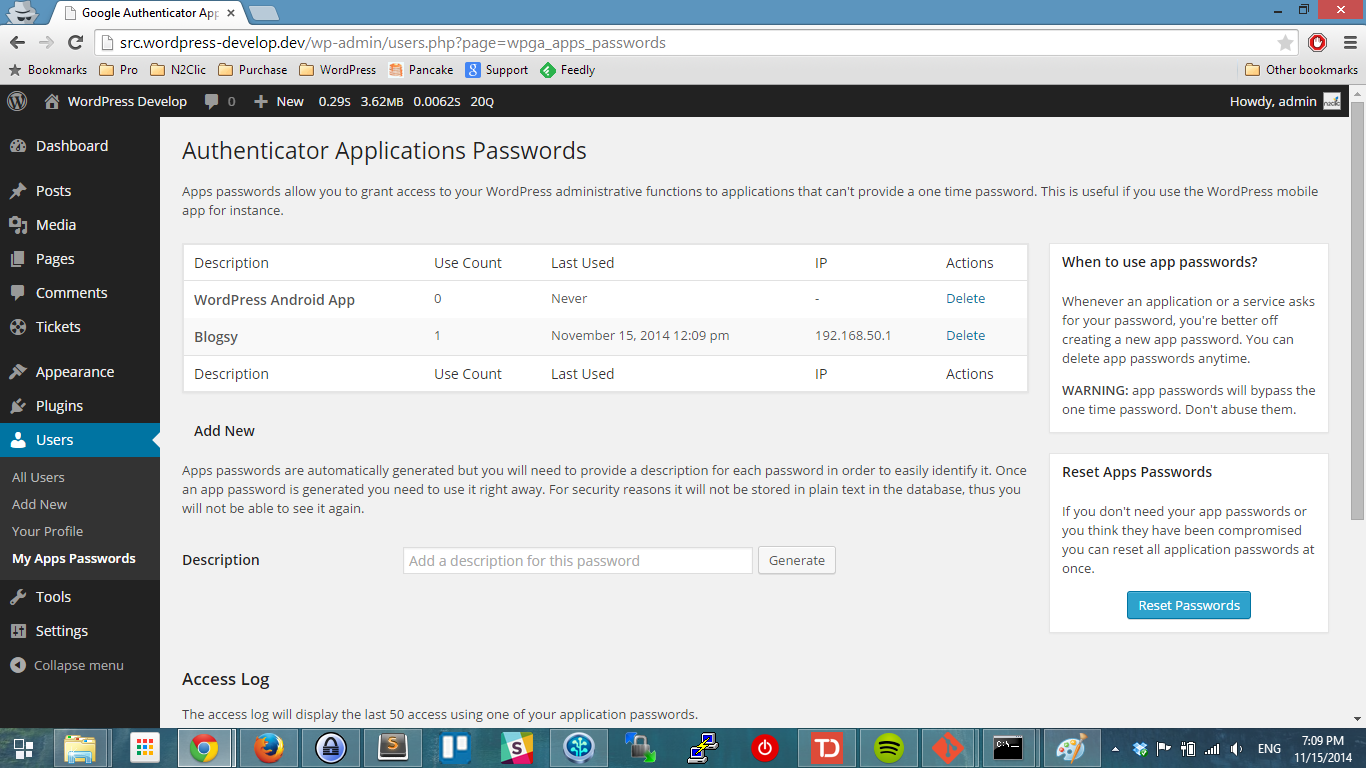 Google Authenticator App
src.wordpress-develop.dev/wp-admin/users.php?page=wpga_apps_passwords
Bookmarks Pro N2Clic Purchase WordPress Pancake Support Feedly Other bookmarks
WordPress Develop 0 New 0.29S 3.62MB 0.0062S 20Q Howdy, admin
Dashboard
Posts
Media
Pages
Comments
Tickets
Appearance
Plugins
Users
All Users
Add New
Your Profile
My Apps Passwords
Tools
Settings
Collapse menu
Authenticator Applications Passwords
Apps passwords allow you to grant access to your WordPress administrative functions to applications that can't provide a one time password. This is useful if you use the WordPress mobile
app for instance.
Description Use Count Last Used IP Actions
WordPress Android App 0 Never - Delete
Blogsy 1 November 15, 2014 12:09 pm 192.168.50.1 Delete
Description Use Count Last Used IP Actions
Add New
Apps passwords are automatically generated but you will need to provide a description for each password in order to easily identify it. Once
an app password is generated you need to use it right away. For security reasons it will not be stored in plain text in the database, thus you
will not be able to see it again.
Description Add a description for this password Generate
Access Log
The access log will display the last 50 access using one of your application passwords.
When to use app passwords?
Whenever an application or a service asks
for your password, you're better off
creating a new app password. You can
delete app passwords anytime.
WARNING: app passwords will bypass the
one time password. Don't abuse them.
Reset Apps Passwords
If you don't need your app passwords or
you think they have been compromised
you can reset all application passwords at
once.
Reset Passwords
ENG 7:09 PM
11/15/2014